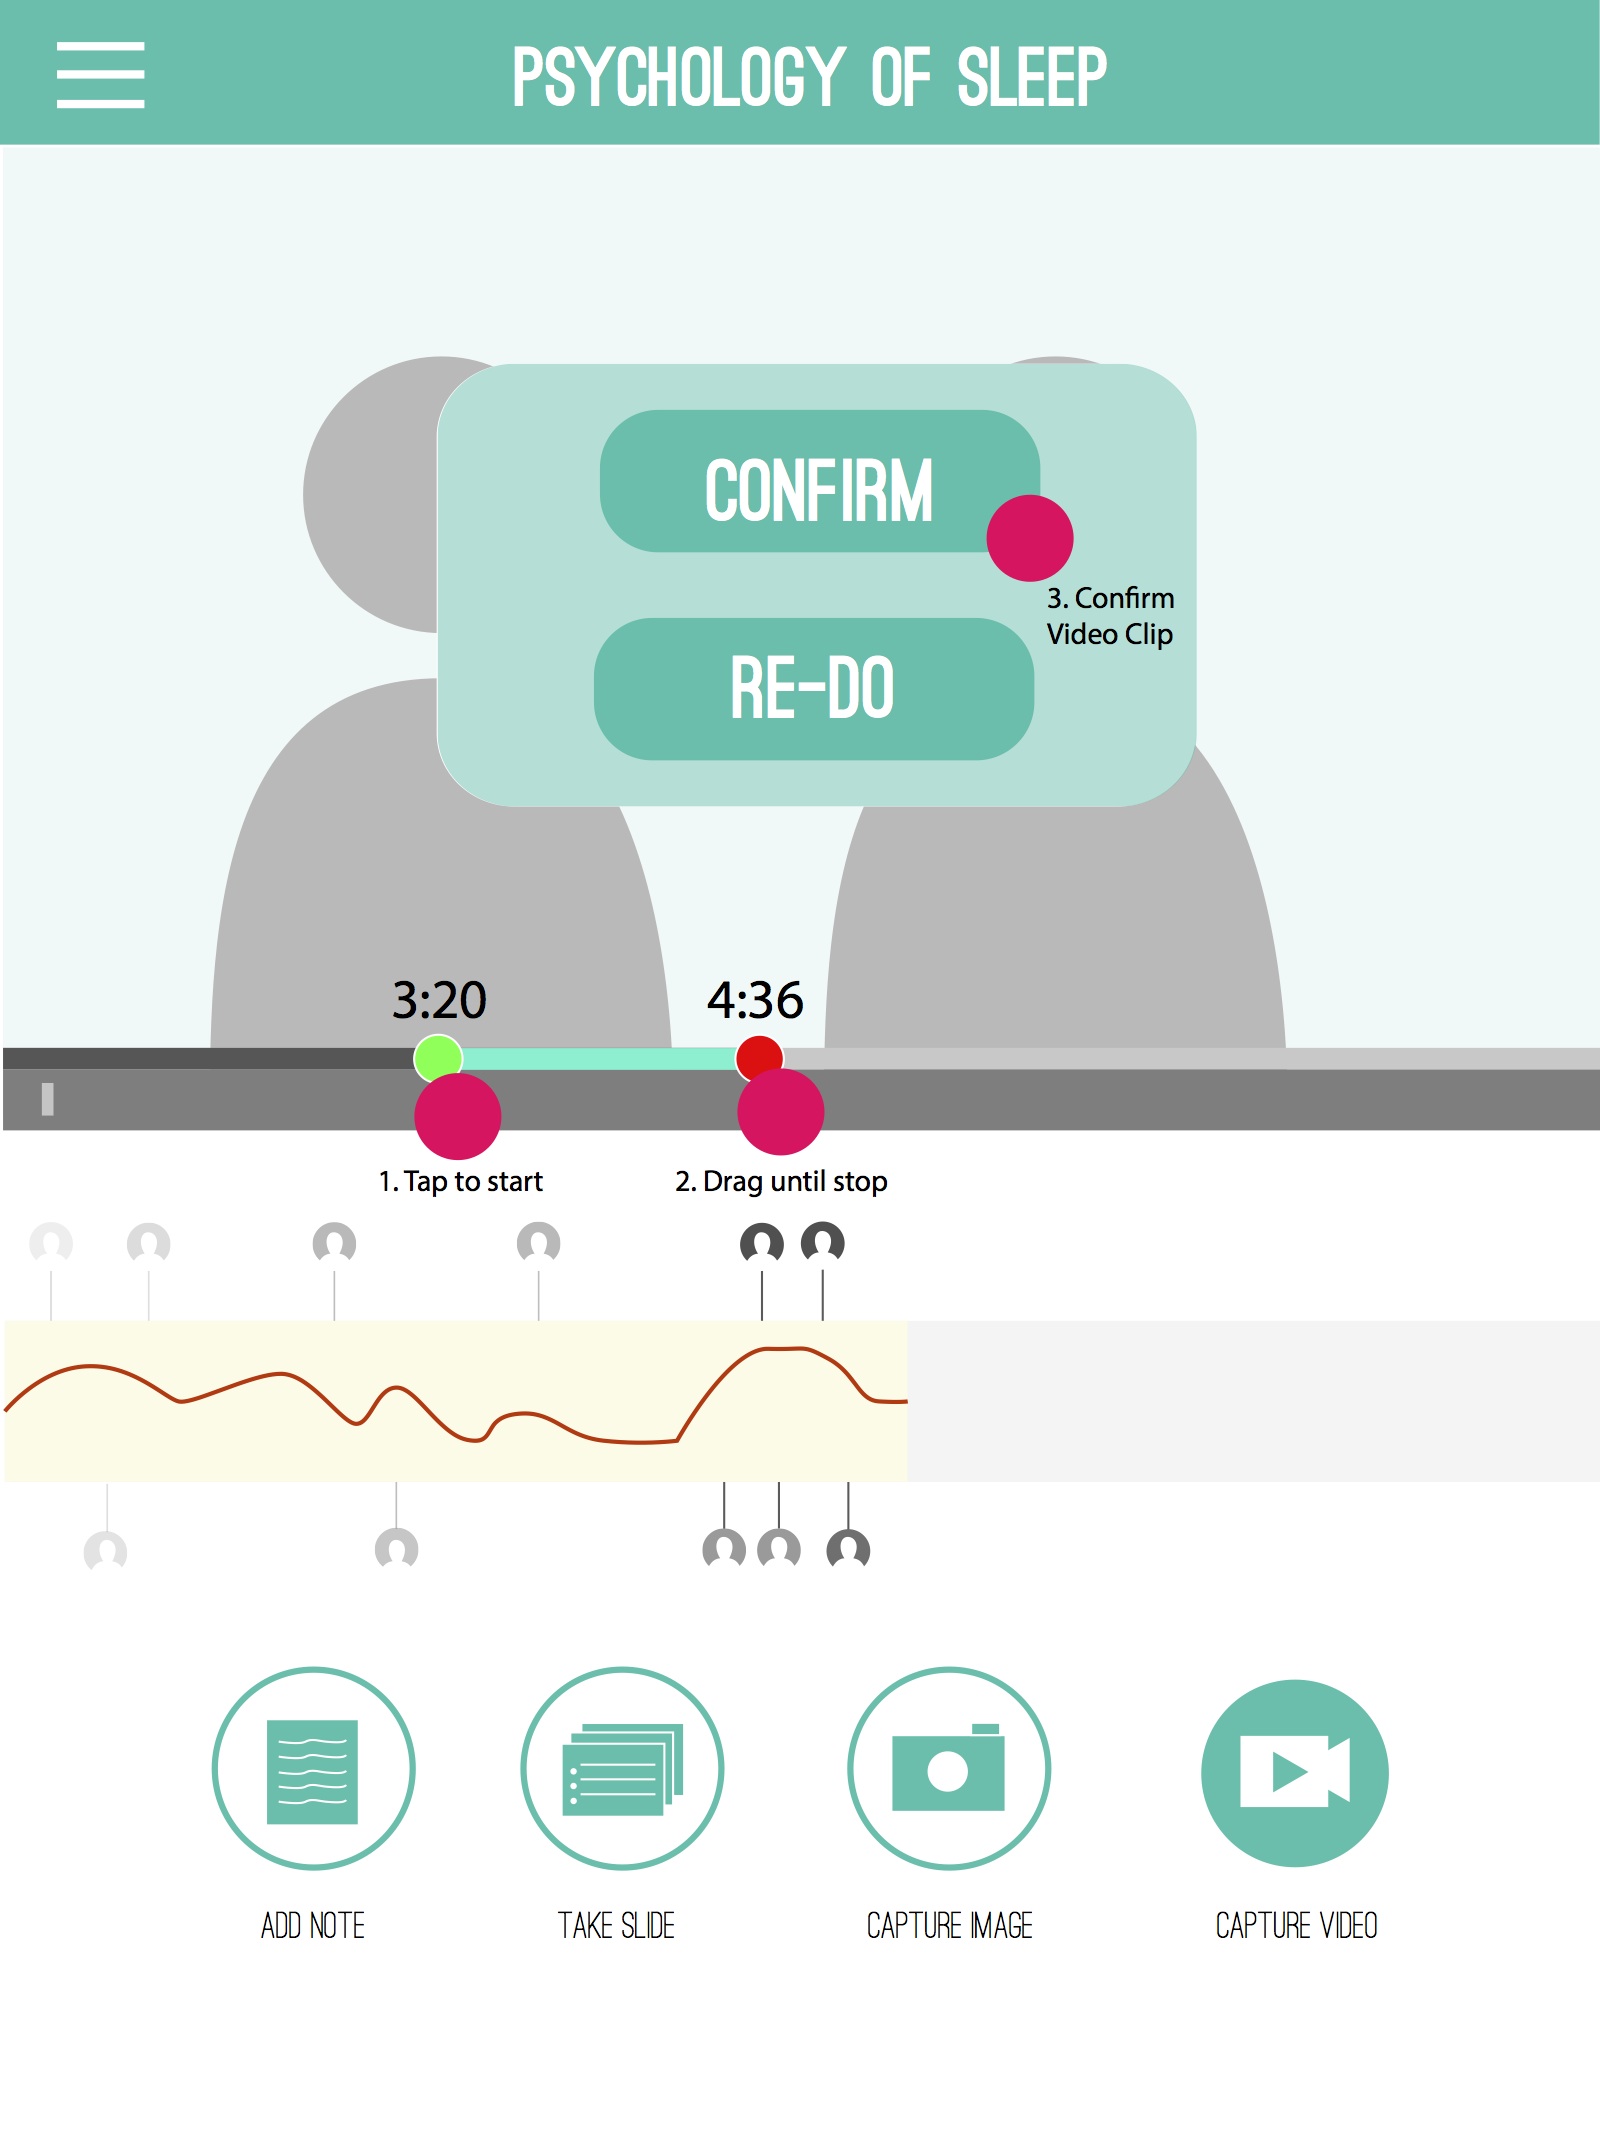 PSYCHOLOGY OF SLEEP
CONFIRM
3. Confirm
Video Clip
RE-DO
3:20
4:36
1. Tap to start
2. Drag until stop
ADD NOTE
TAKE SLIDE
CAPTURE IMAGE
CAPTURE VIDEO